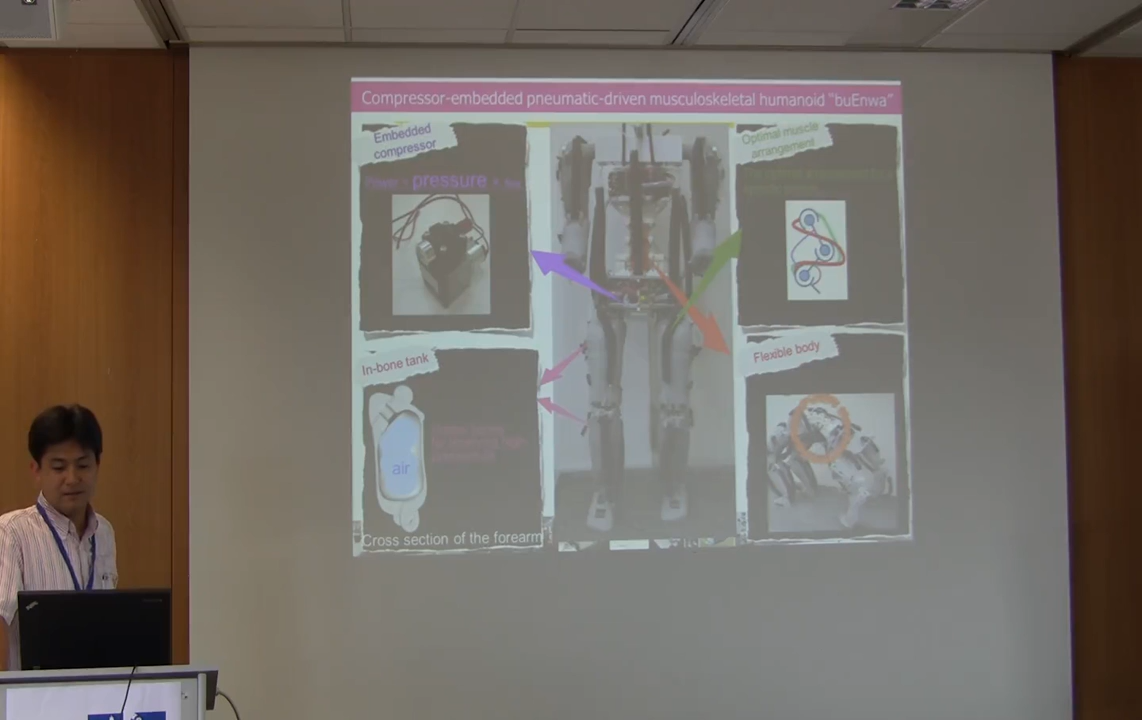 Compressor-embedded pneumatic-driven musculoskeletal humanoid "buEnwa"
Embedded
compressor
Power pressure ×
Optimal muscle
arrangement
In-bone tank
air
Cross section of the forearm
Flexible body